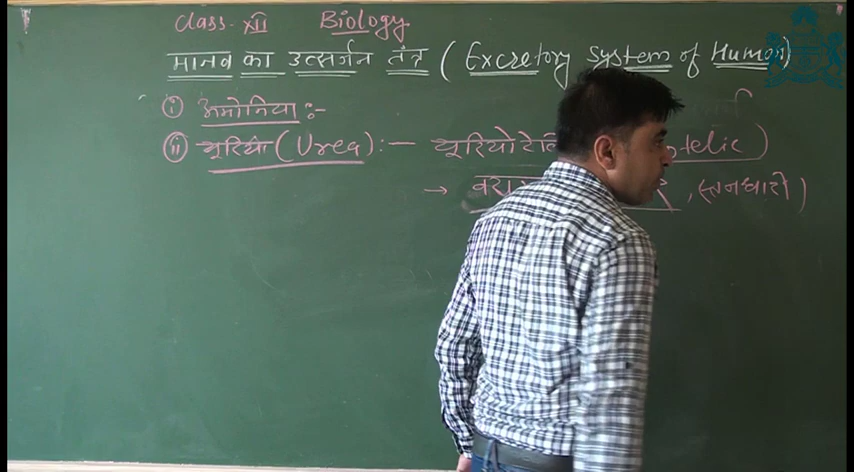 Class-XII Biology
मानव का उत्सर्जन तंत्र (Excretory System of Human)
(i) अमोनिया :-
(ii) यूरिया (Urea) :- telic)
→ (स्तनधारी)